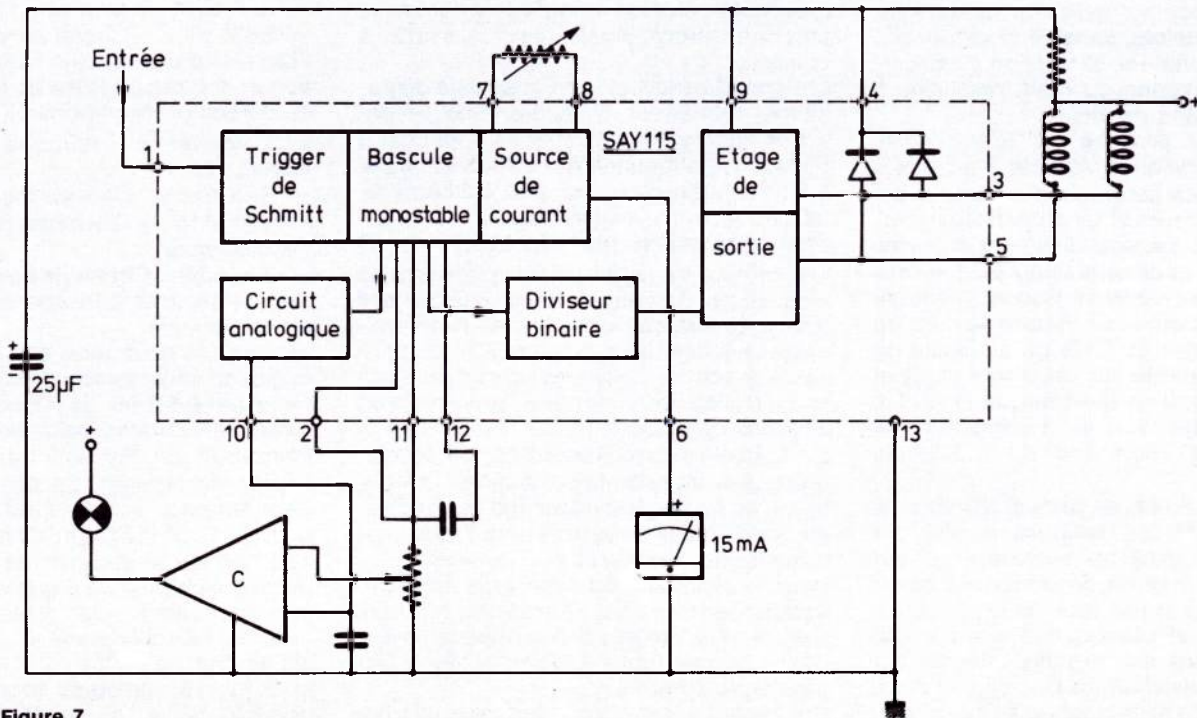 Entrée
1
7
8
9
4
Trigger
de
Schmitt
Bascule
monostable
Source
de
courant
SAY115
Etage
de
sortie
3
5
+
Circuit
analogique
Diviseur
binaire
+
25µF
10
2
11
12
6
13
+
C
+
15mA
Figure 7